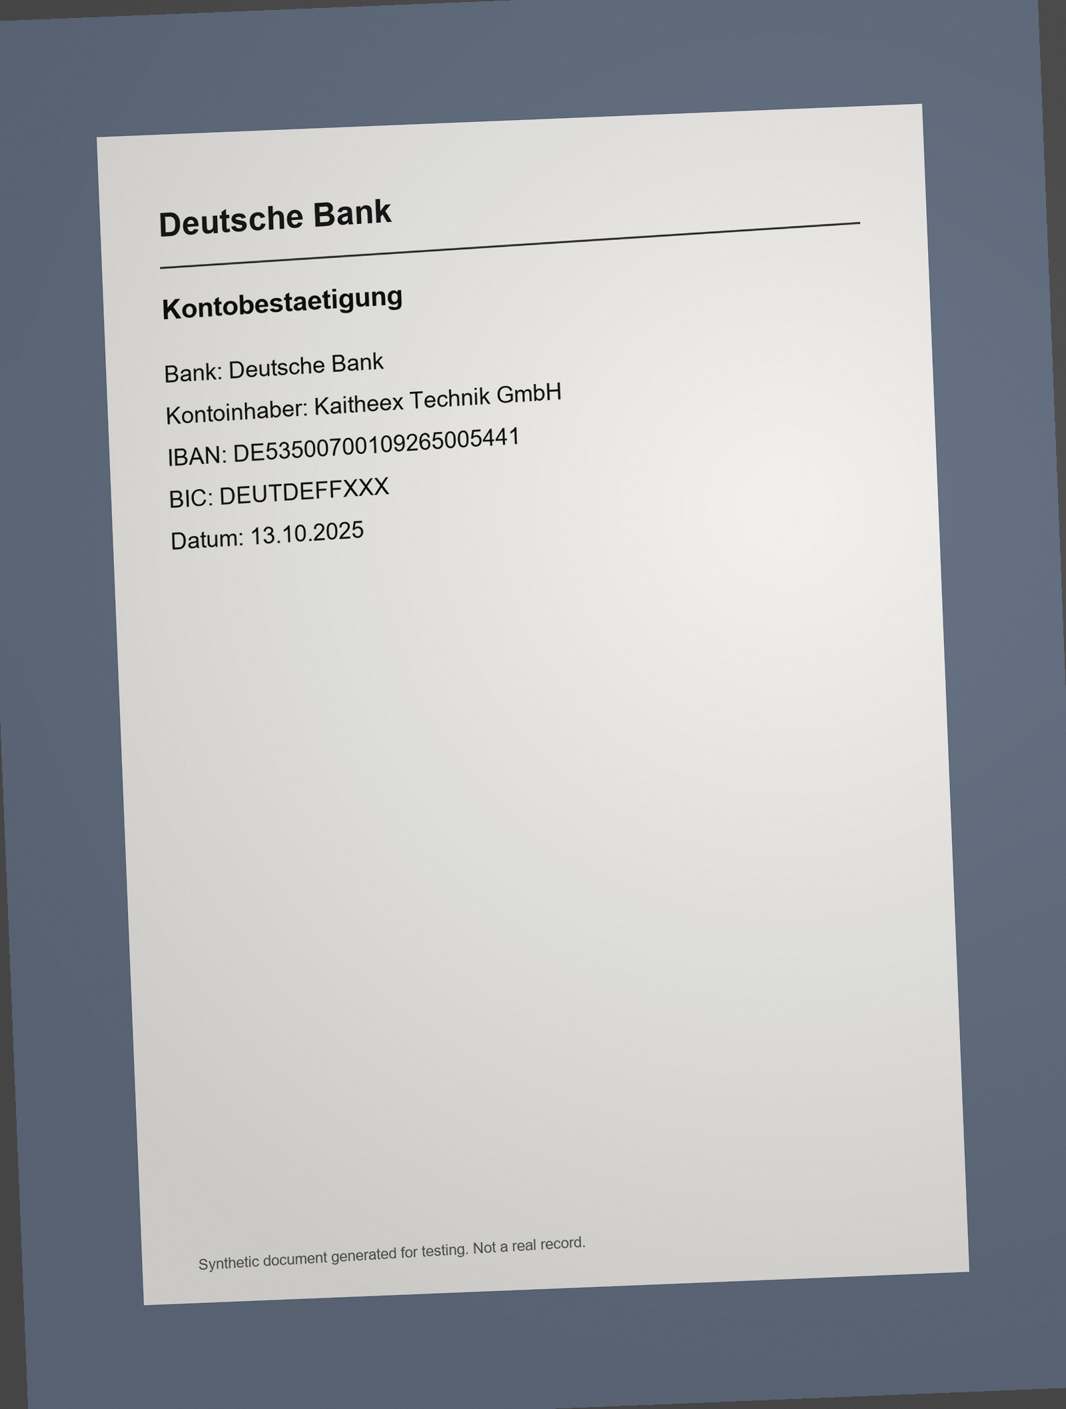 Deutsche Bank
Kontobestaetigung
Bank: Deutsche Bank
Kontoinhaber: Kaitheex Technik GmbH
IBAN: DE53500700109265005441
BIC: DEUTDEFFXXX
Datum: 13.10.2025
Synthetic document generated for testing. Not a real record.